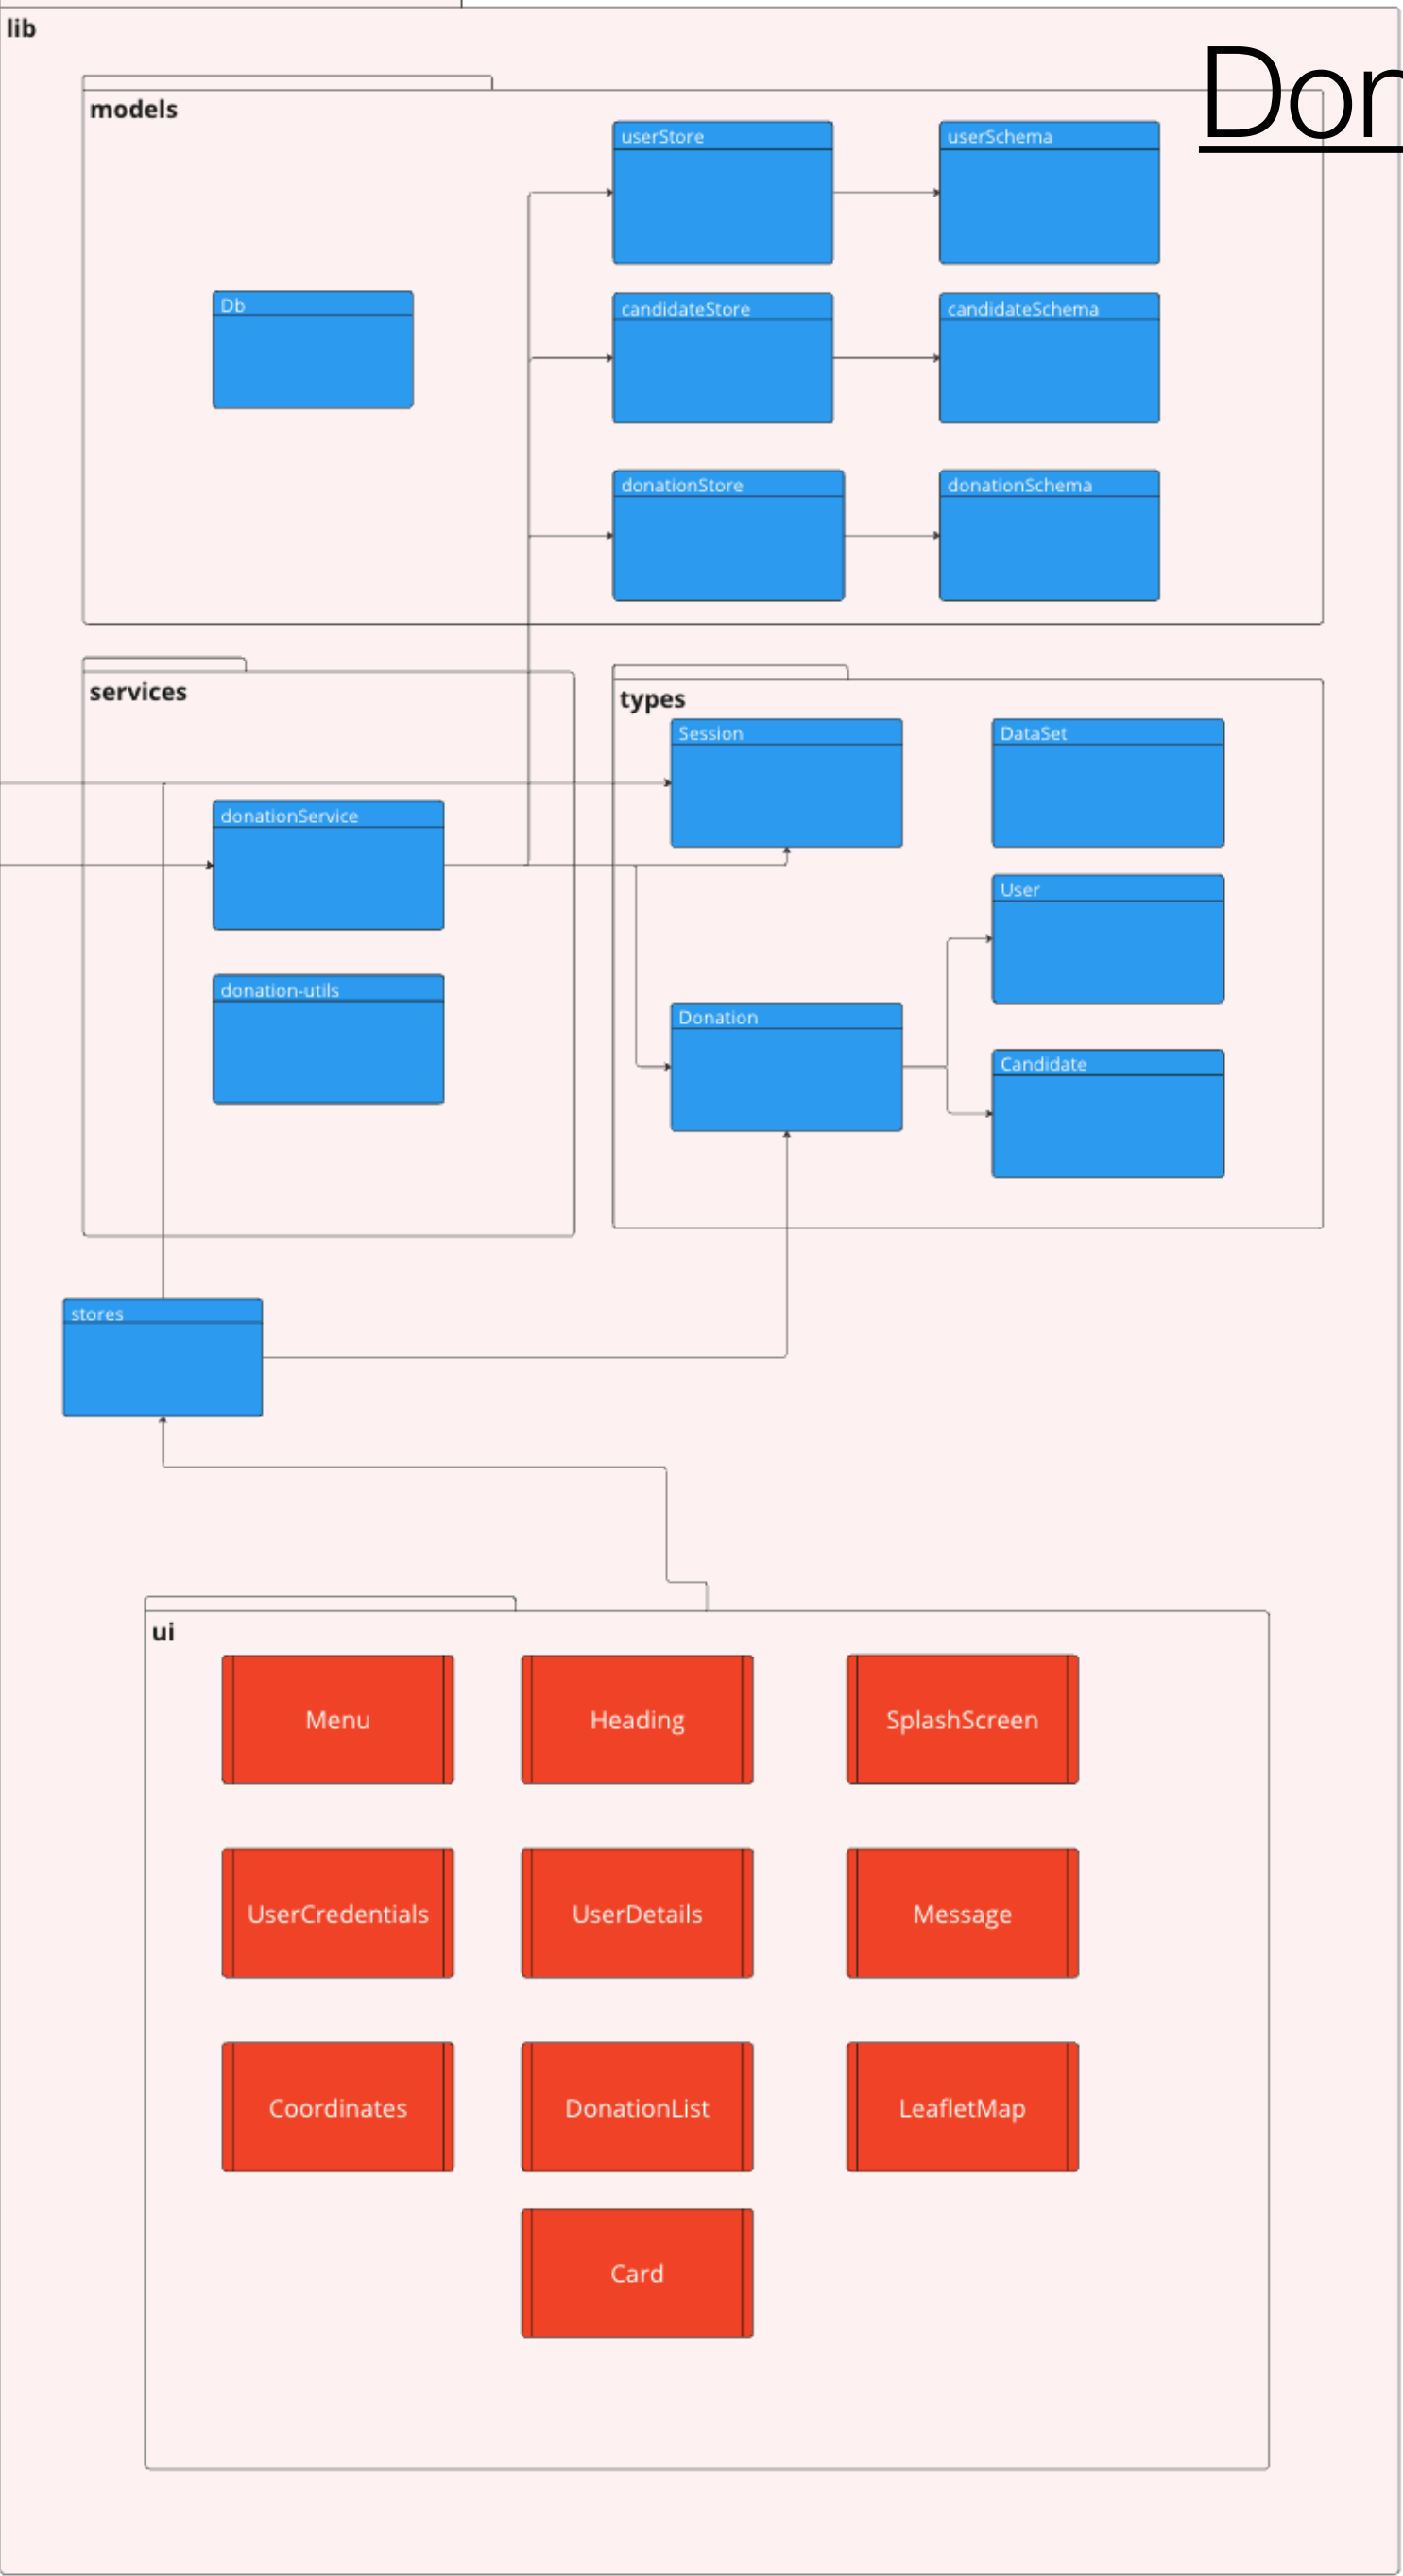 lib
Don
models
userStore
userSchema
Db
candidateStore
candidateSchema
donationStore
donationSchema
services
types
Session
DataSet
donationService
User
donation-utils
Donation
Candidate
stores
ui
Menu
Heading
SplashScreen
UserCredentials
UserDetails
Message
Coordinates
DonationList
LeafletMap
Card